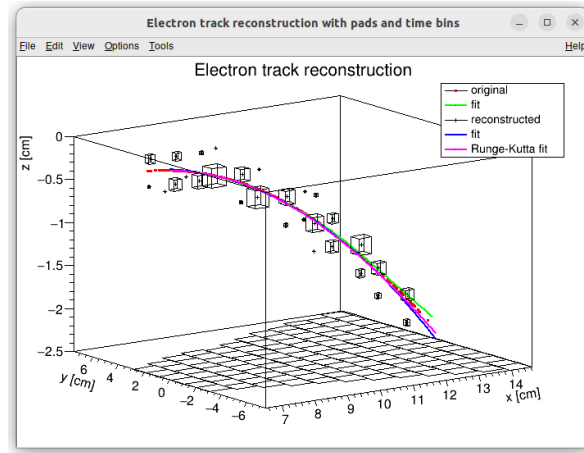 Electron track reconstruction with pads and time bins
File Edit View Options Tools Help
Electron track reconstruction
original
fit
reconstructed
fit
Runge-Kutta fit
z [cm]
0
−0.5
−1
−1.5
−2
−2.5
y [cm]
6 4 2 0 −2 −4 −6
7 8 9 10 11 12 13 14
x [cm]